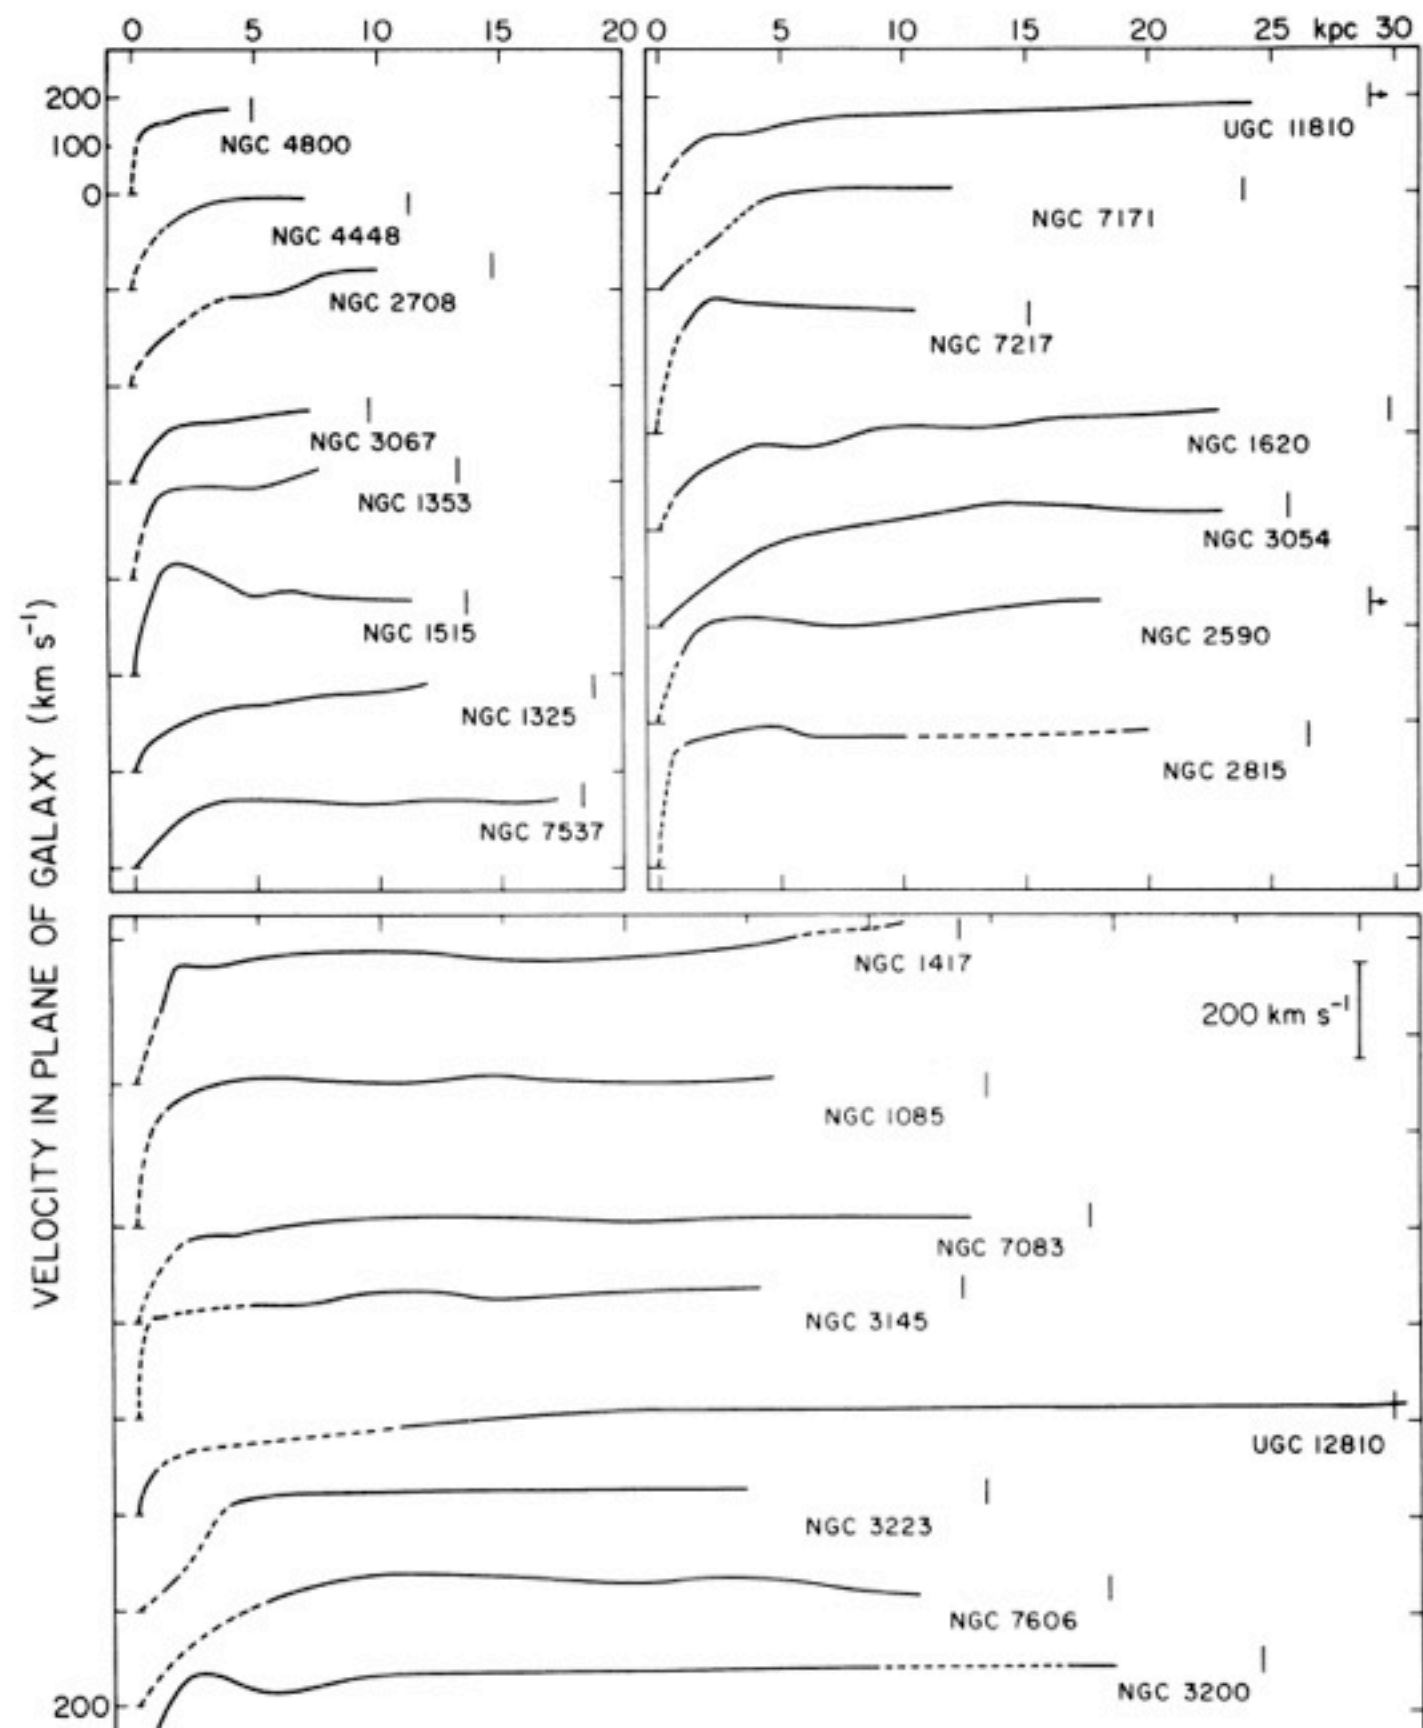 0 5 10 15 20
0 5 10 15 20 25 kpc 30
200
100
0
NGC 4800
NGC 4448
NGC 2708
NGC 3067
NGC 1353
NGC 1515
NGC 1325
NGC 7537
UGC 11810
NGC 7171
NGC 7217
NGC 1620
NGC 3054
NGC 2590
NGC 2815
VELOCITY IN PLANE OF GALAXY (km s⁻¹)
NGC 1417
200 km s⁻¹
NGC 1085
NGC 7083
NGC 3145
UGC 12810
NGC 3223
NGC 7606
NGC 3200
200